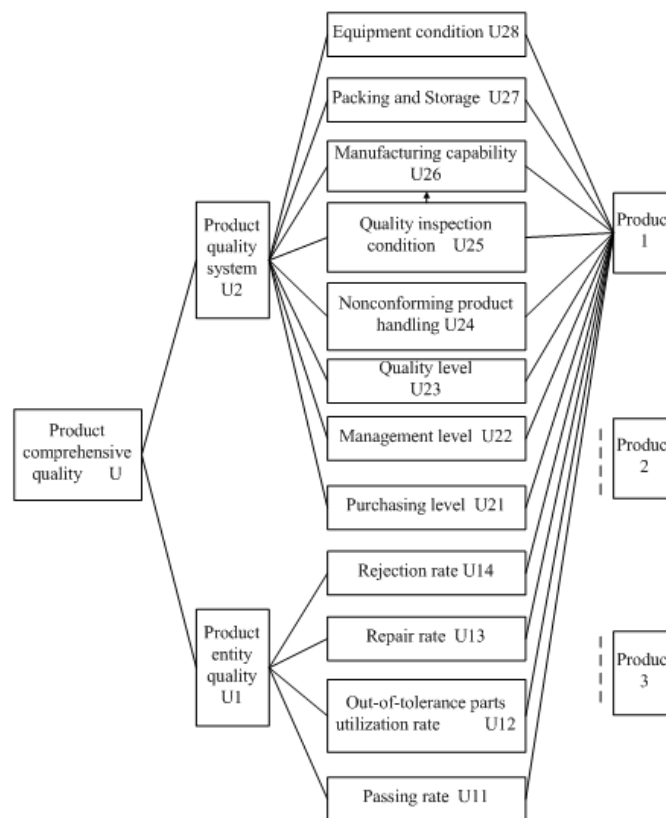 Equipment condition U28
Packing and Storage U27
Manufacturing capability
U26
Quality inspection
condition U25
Nonconforming product
handling U24
Quality level
U23
Management level U22
Purchasing level U21
Rejection rate U14
Repair rate U13
Out-of-tolerance parts
utilization rate U12
Passing rate U11
Product
quality
system
U2
Product
entity
quality
U1
Product
comprehensive
quality U
Produc
1
Produc
2
Produc
3